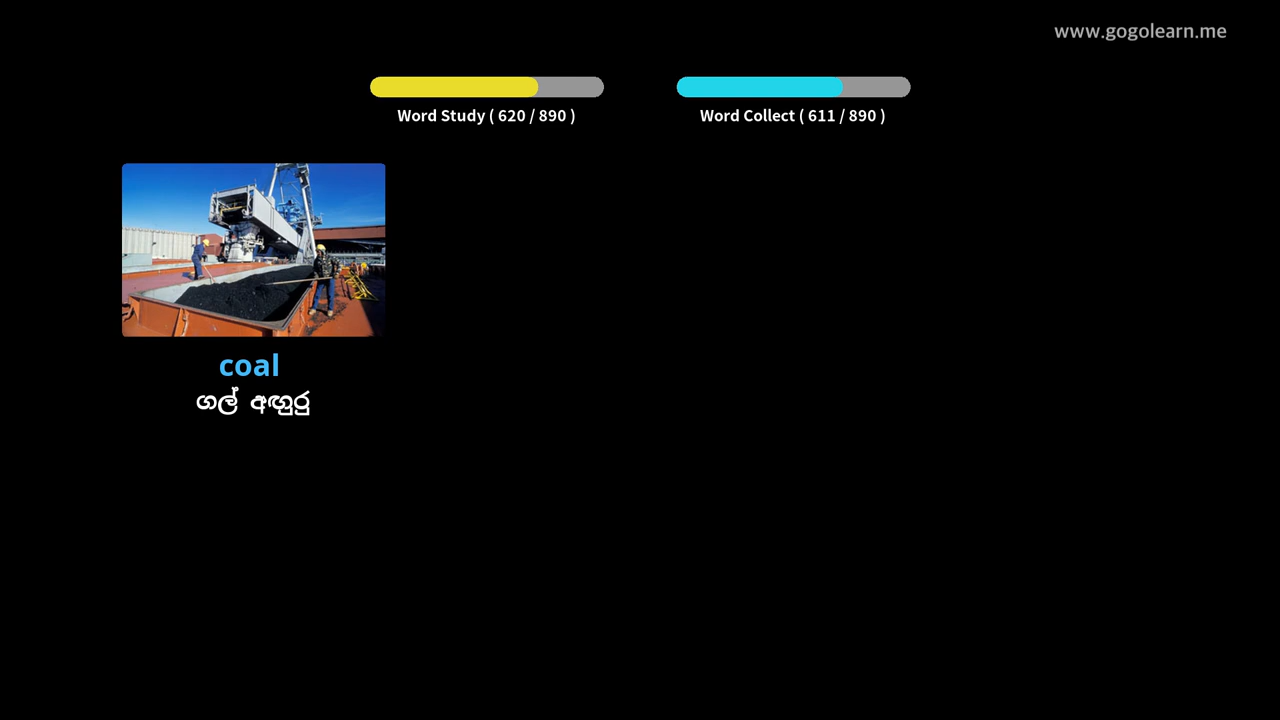 www.gogolearn.me
Word Study ( 620 / 890 )
Word Collect ( 611 / 890 )
coal
ගල් අඟුරු